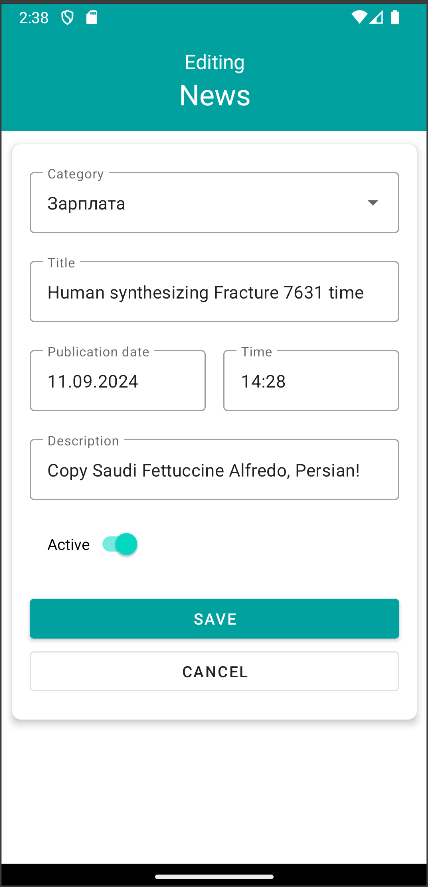 2:38
Editing
News
Category
Зарплата
Title
Human synthesizing Fracture 7631 time
Publication date
Time
11.09.2024
14:28
Description
Copy Saudi Fettuccine Alfredo, Persian!
Active
SAVE
CANCEL